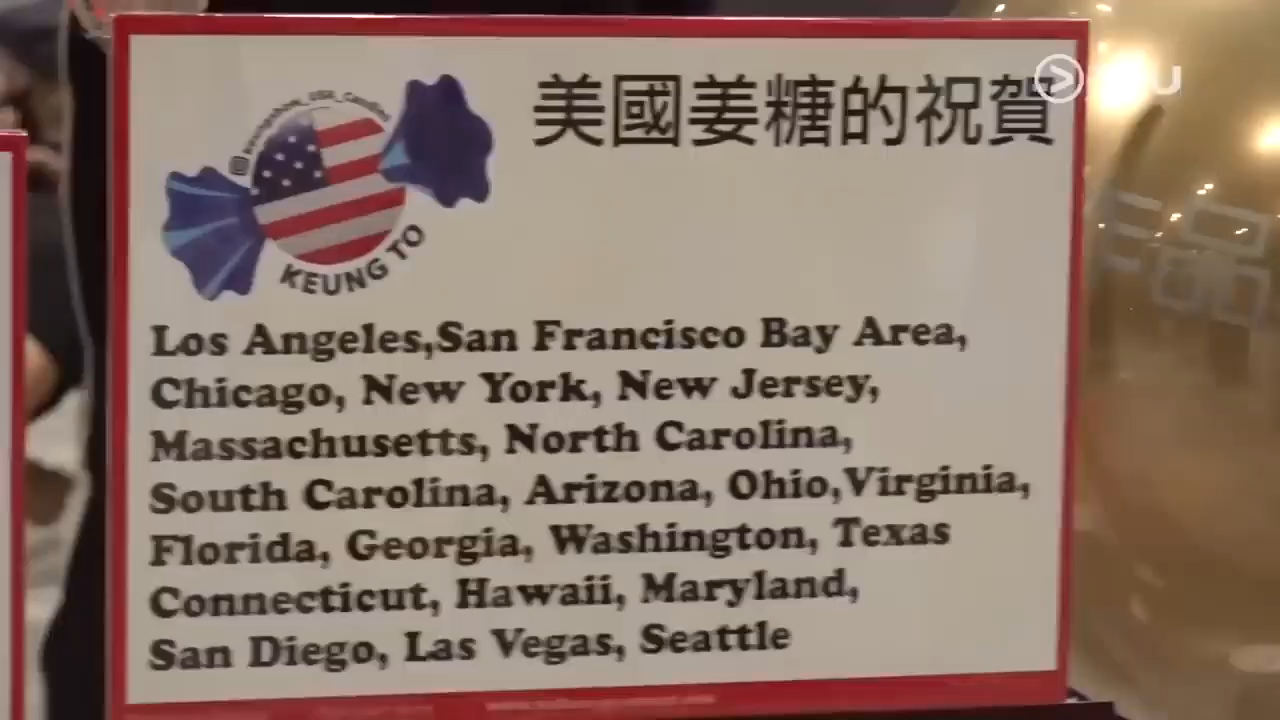 美國姜糖的祝賀
KEUNG TO
Los Angeles,San Francisco Bay Area,
Chicago, New York, New Jersey,
Massachusetts, North Carolina,
South Carolina, Arizona, Ohio,Virginia,
Florida, Georgia, Washington, Texas
Connecticut, Hawaii, Maryland,
San Diego, Las Vegas, Seattle